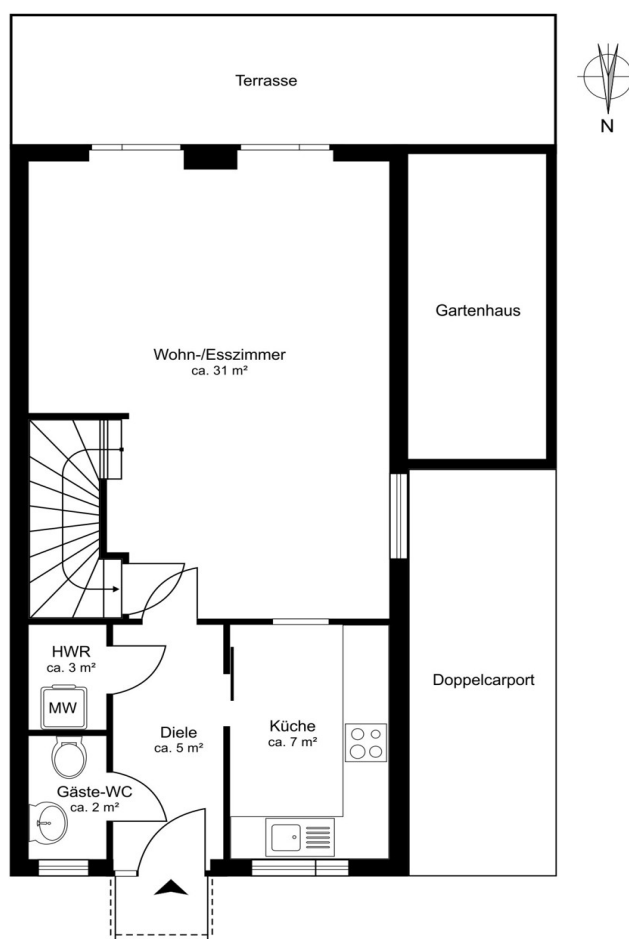 Terrasse
N
Gartenhaus
Wohn-/Esszimmer
ca. 31 m²
HWR
ca. 3 m²
MW
Doppelcarport
Diele
ca. 5 m²
Küche
ca. 7 m²
Gäste-WC
ca. 2 m²